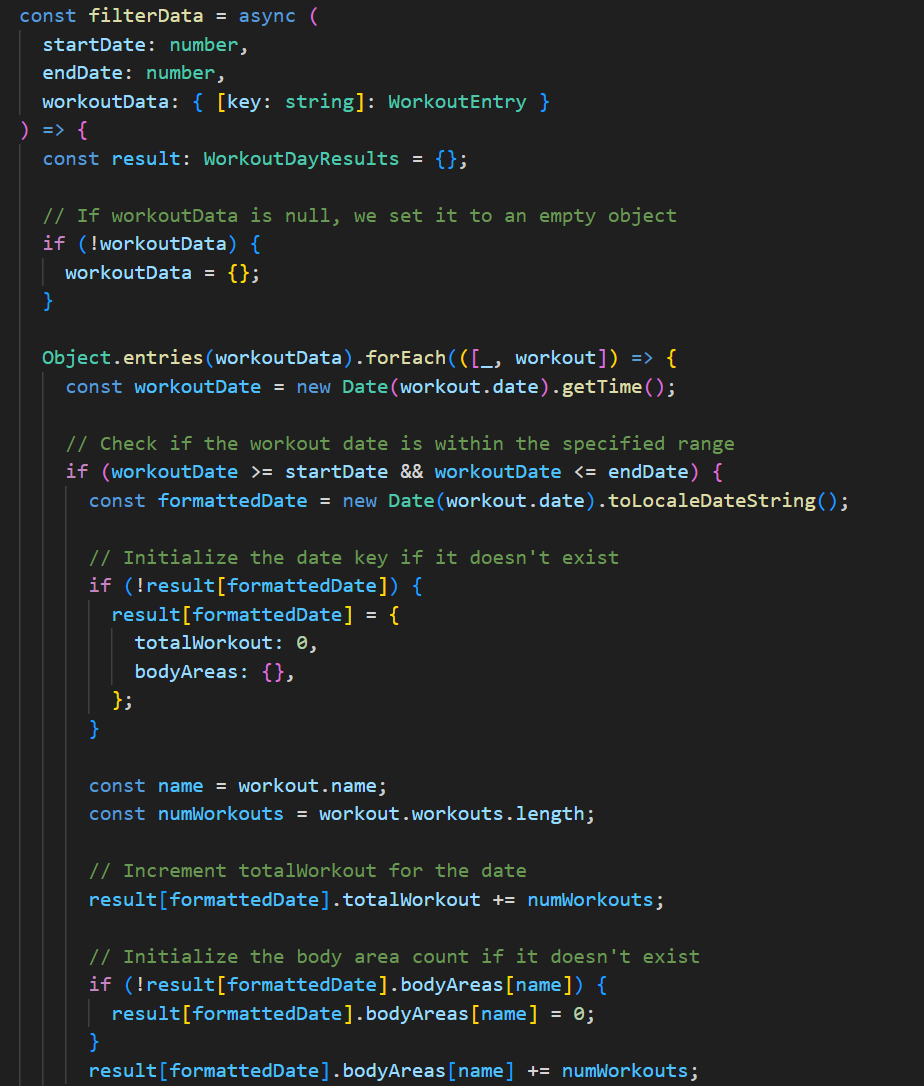 const filterData = async (
  startDate: number,
  endDate: number,
  workoutData: { [key: string]: WorkoutEntry }
) => {
  const result: WorkoutDayResults = {};

  // If workoutData is null, we set it to an empty object
  if (!workoutData) {
    workoutData = {};
  }

  Object.entries(workoutData).forEach(([_, workout]) => {
    const workoutDate = new Date(workout.date).getTime();

    // Check if the workout date is within the specified range
    if (workoutDate >= startDate && workoutDate <= endDate) {
      const formattedDate = new Date(workout.date).toLocaleDateString();

      // Initialize the date key if it doesn't exist
      if (!result[formattedDate]) {
        result[formattedDate] = {
          totalWorkout: 0,
          bodyAreas: {},
        };
      }

      const name = workout.name;
      const numWorkouts = workout.workouts.length;

      // Increment totalWorkout for the date
      result[formattedDate].totalWorkout += numWorkouts;

      // Initialize the body area count if it doesn't exist
      if (!result[formattedDate].bodyAreas[name]) {
        result[formattedDate].bodyAreas[name] = 0;
      }
      result[formattedDate].bodyAreas[name] += numWorkouts;